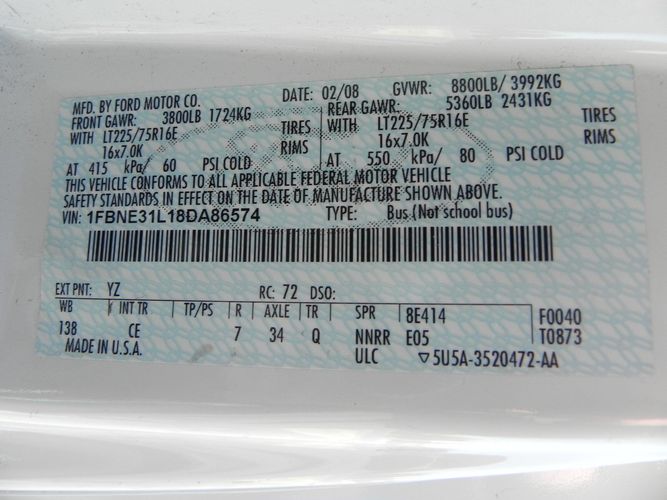 MFD. BY FORD MOTOR CO. DATE: 02/08 GVWR: 8800LB/ 3992KG
FRONT GAWR: 3800LB 1724KG REAR GAWR: 5360LB 2431KG
WITH LT225/75R16E TIRES WITH LT225/75R16E TIRES
16x7.0K RIMS 16x7.0K RIMS
AT 415 kPa/ 60 PSI COLD AT 550 kPa/ 80 PSI COLD
THIS VEHICLE CONFORMS TO ALL APPLICABLE FEDERAL MOTOR VEHICLE
SAFETY STANDARDS IN EFFECT ON THE DATE OF MANUFACTURE SHOWN ABOVE.
VIN: 1FBNE31L18DA86574 TYPE: Bus (Not school bus)
EXT PNT: YZ RC: 72 DSO:
WB INT TR TP/PS R AXLE TR SPR 8E414 F0040
138 CE 7 34 Q NNRR E05 T0873
MADE IN U.S.A. ULC ▽5U5A-3520472-AA